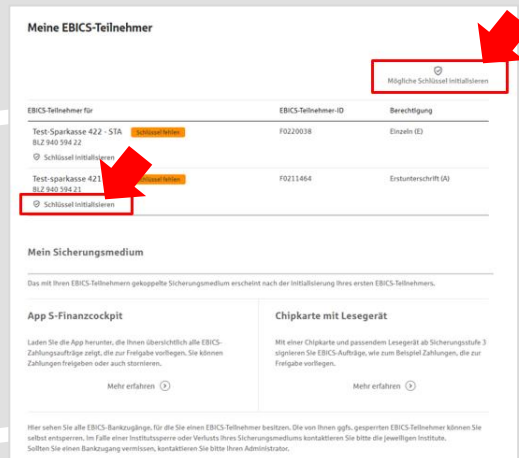 Meine EBICS-Teilnehmer
Mögliche Schlüssel initialisieren
EBICS-Teilnehmer für EBICS-Teilnehmer-ID Berechtigung
Test-Sparkasse 422 - STA Schlüssel fehlen F0220038 Einzeln (E)
BLZ 940 594 22
Schlüssel initialisieren
Test-sparkasse 421 Schlüssel fehlen F0211464 Erstunterschrift (A)
BLZ 940 594 21
Schlüssel initialisieren
Mein Sicherungsmedium
Das mit Ihren EBICS-Teilnehmern gekoppelte Sicherungsmedium erscheint nach der Initialisierung Ihres ersten EBICS-Teilnehmers.
App S-Finanzcockpit
Laden Sie die App herunter, die Ihnen übersichtlich alle EBICS-
Zahlungsaufträge zeigt, die zur Freigabe vorliegen. Sie können
Zahlungen freigeben oder auch stornieren.
Mehr erfahren
Chipkarte mit Lesegerät
Mit einer Chipkarte und passendem Lesegerät ab Sicherungsstufe 3
signieren Sie EBICS-Aufträge, wie zum Beispiel Zahlungen, die zur
Freigabe vorliegen.
Mehr erfahren
Hier sehen Sie alle EBICS-Bankzugänge, für die Sie einen EBICS-Teilnehmer besitzen. Die von Ihnen ggfs. gesperrten EBICS-Teilnehmer können Sie
selbst entsperren. Im Falle einer Institutssperre oder Verlusts Ihres Sicherungsmediums kontaktieren Sie bitte die jeweiligen Institute.
Sollten Sie einen Bankzugang vermissen, kontaktieren Sie bitte Ihren Administrator.